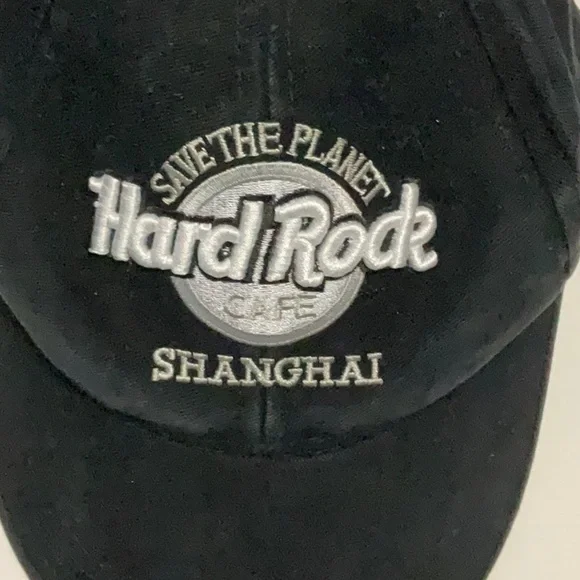 SAVE THE PLANET
Hard Rock
CAFE
SHANGHAI